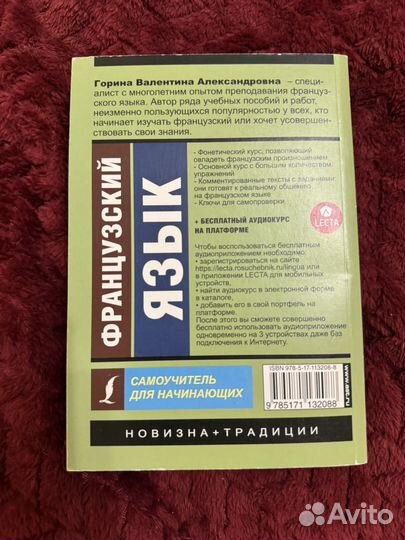 Горина Валентина Александровна – специ-
алист с многолетним опытом преподавания француз-
ского языка. Автор ряда учебных пособий и работ,
неизменно пользующихся популярностью у всех, кто
начинает изучать французский или хочет усовершен-
ствовать свои знания.
ФРАНЦУЗСКИЙ
ЯЗЫК
- Фонетический курс, позволяющий
овладеть французским произношением
- Основной курс с большим количеством
упражнений
- Комментированные тексты с заданиями:
они готовят к реальному общению
на французском языке
- Ключи для самопроверки
+ БЕСПЛАТНЫЙ АУДИОКУРС
НА ПЛАТФОРМЕ
LECTA
Чтобы воспользоваться бесплатным
аудиоприложением необходимо:
• зарегистрироваться на сайте
https://lecta.rosuchebnik.ru/lingua или
в приложении LECTA для мобильных
устройств,
• найти аудиокурс в электронной форме
в каталоге,
• добавить его в свой портфель на
платформе.
После этого вы сможете совершенно
бесплатно использовать аудиоприложение
одновременно на 3 устройствах даже без
подключения к Интернету.
САМОУЧИТЕЛЬ
ДЛЯ НАЧИНАЮЩИХ
ISBN 978-5-17-113208-8
9 785171 132088
www.ast.ru
НОВИЗНА+ТРАДИЦИИ
Avito